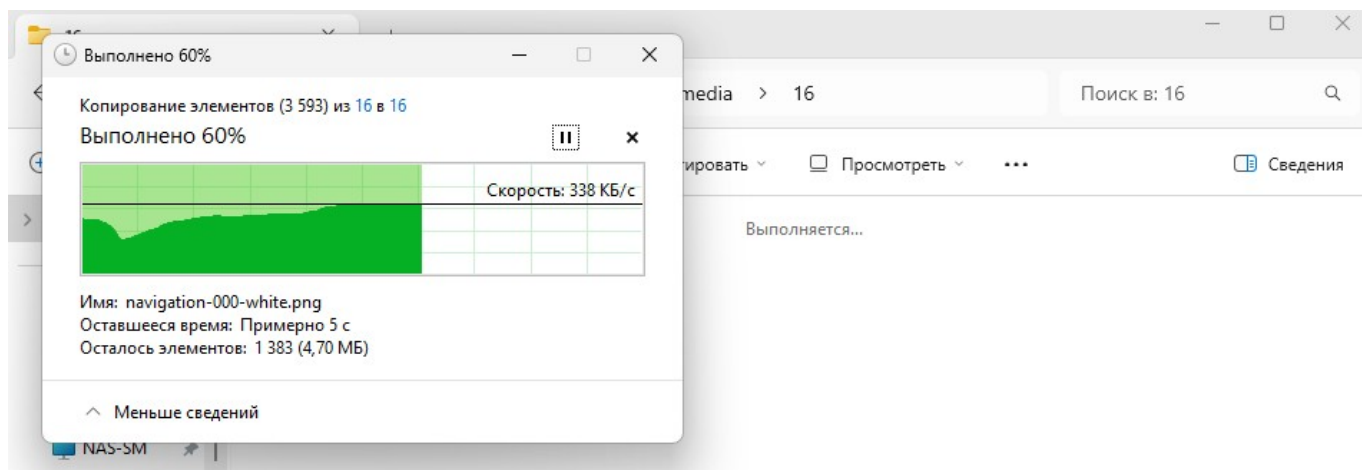 Выполнено 60%
Копирование элементов (3 593) из 16 в 16
Выполнено 60%
Скорость: 338 КБ/с
Имя: navigation-000-white.png
Оставшееся время: Примерно 5 с
Осталось элементов: 1 383 (4,70 МБ)
Меньше сведений
NAS-SM
media > 16
Поиск в: 16
Просмотреть
Сведения
Выполняется...